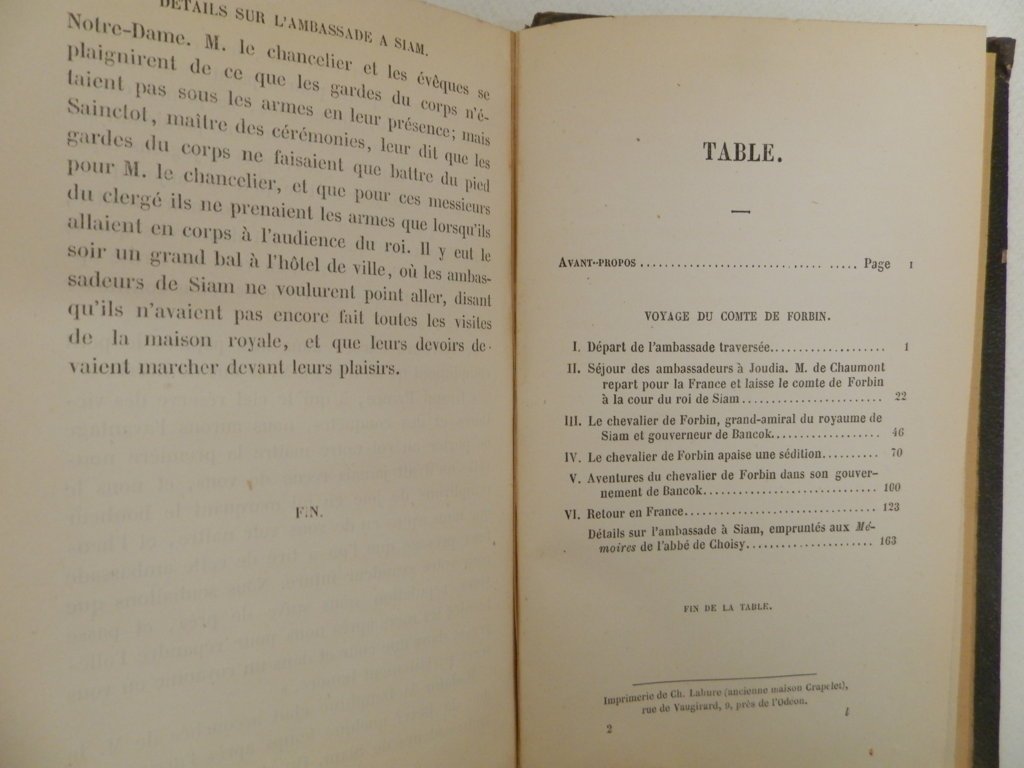 DÉTAILS SUR L'AMBASSADE A SIAM.
Notre-Dame. M. le chancelier et les évêques se
plaignirent de ce que les gardes du corps n'é-
taient pas sous les armes en leur présence; mais
Sainctot, maître des cérémonies, leur dit que les
gardes du corps ne faisaient que battre du pied
pour M. le chancelier, et que pour ces messieurs
du clergé ils ne prenaient les armes que lorsqu'ils
allaient en corps à l'audience du roi. Il y eut le
soir un grand bal à l'hôtel de ville, où les ambas-
sadeurs de Siam ne voulurent point aller, disant
qu'ils n'avaient pas encore fait toutes les visites
de la maison royale, et que leurs devoirs de-
vaient marcher devant leurs plaisirs.
F.N.
TABLE.
AVANT-PROPOS ............................... Page I
VOYAGE DU COMTE DE FORBIN.
I. Départ de l'ambassade traversée................... 1
II. Séjour des ambassadeurs à Joudia. M. de Chaumont
repart pour la France et laisse le comte de Forbin
à la cour du roi de Siam....................... 22
III. Le chevalier de Forbin, grand-amiral du royaume de
Siam et gouverneur de Bancok................. 46
IV. Le chevalier de Forbin apaise une sédition.......... 70
V. Aventures du chevalier de Forbin dans son gouver-
nement de Bancok............................ 100
VI. Retour en France................................ 123
Détails sur l'ambassade à Siam, empruntés aux Mé-
moires de l'abbé de Choisy..................... 163
FIN DE LA TABLE.
Imprimerie de Ch. Lahure (ancienne maison Crapelet),
rue de Vaugirard, 9, près de l'Odéon.
2 l